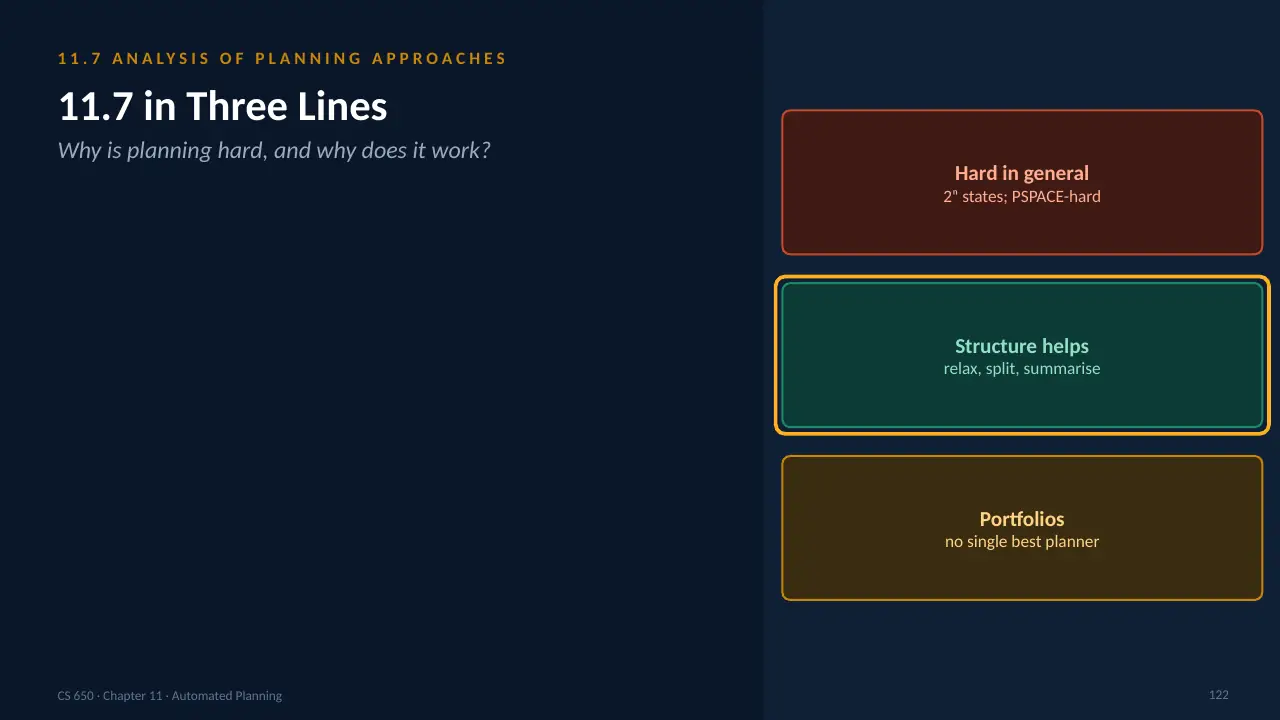 11.7 ANALYSIS OF PLANNING APPROACHES
11.7 in Three Lines
Why is planning hard, and why does it work?
Hard in general
2ⁿ states; PSPACE-hard
Structure helps
relax, split, summarise
Portfolios
no single best planner
CS 650 · Chapter 11 · Automated Planning
122